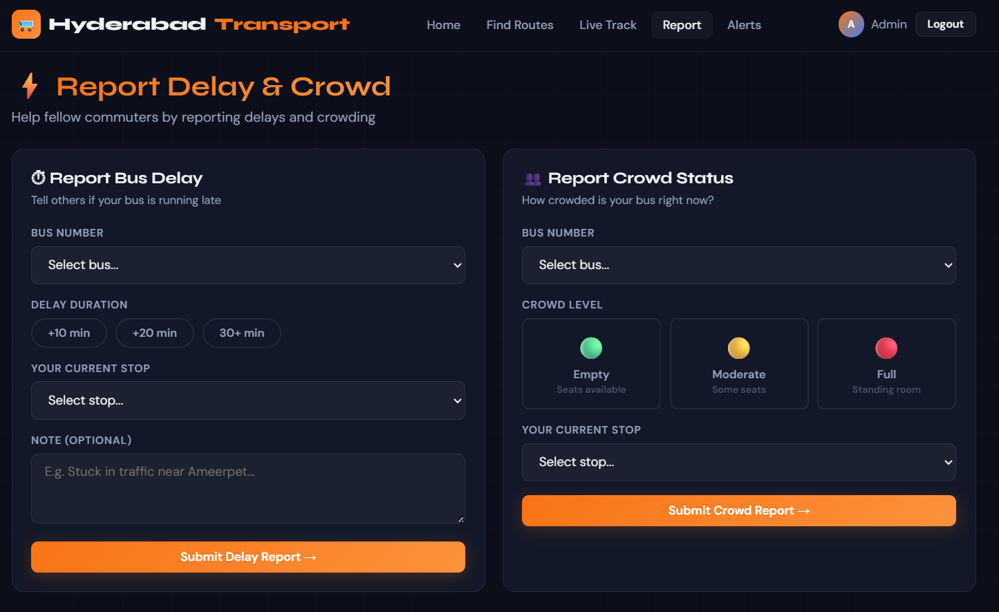 Hyderabad Transport
Home
Find Routes
Live Track
Report
Alerts
A
Admin
Logout
Report Delay & Crowd
Help fellow commuters by reporting delays and crowding
Report Bus Delay
Tell others if your bus is running late
BUS NUMBER
Select bus...
DELAY DURATION
+10 min
+20 min
30+ min
YOUR CURRENT STOP
Select stop...
NOTE (OPTIONAL)
E.g. Stuck in traffic near Ameerpet...
Submit Delay Report →
Report Crowd Status
How crowded is your bus right now?
BUS NUMBER
Select bus...
CROWD LEVEL
Empty
Seats available
Moderate
Some seats
Full
Standing room
YOUR CURRENT STOP
Select stop...
Submit Crowd Report →